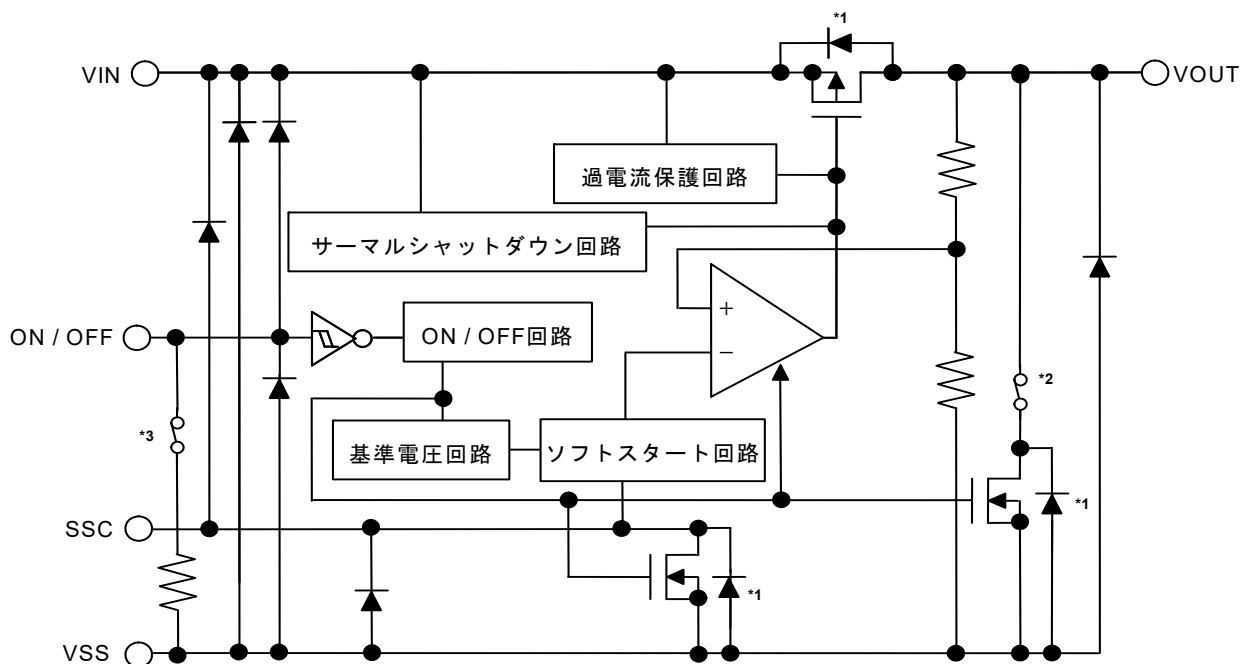 *1
VIN
VOUT
過電流保護回路
サーマルシャットダウン回路
ON / OFF
ON / OFF回路
+
−
*2
*3
基準電圧回路
ソフトスタート回路
*1
SSC
*1
VSS